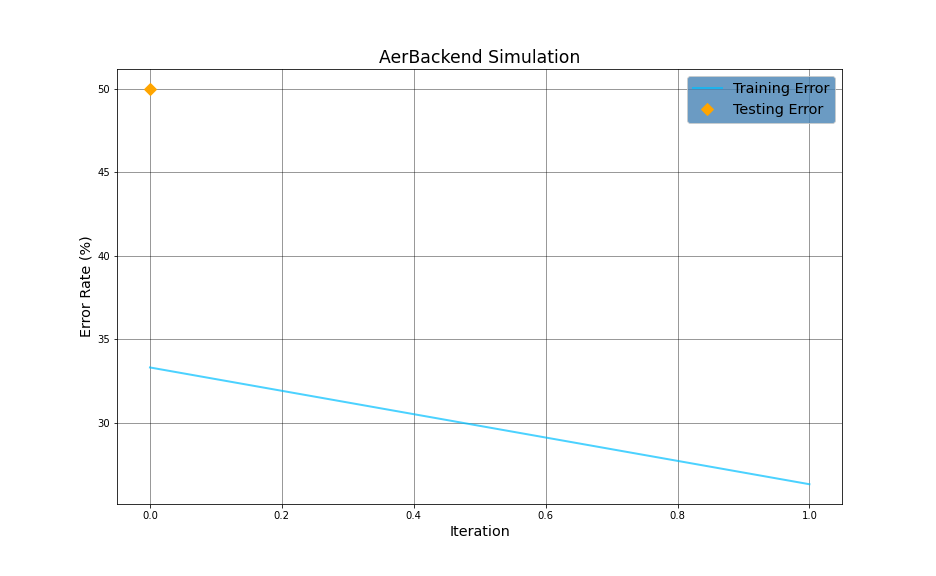 AerBackend Simulation
Training Error
Testing Error
50
45
40
35
30
Error Rate (%)
0.0 0.2 0.4 0.6 0.8 1.0
Iteration